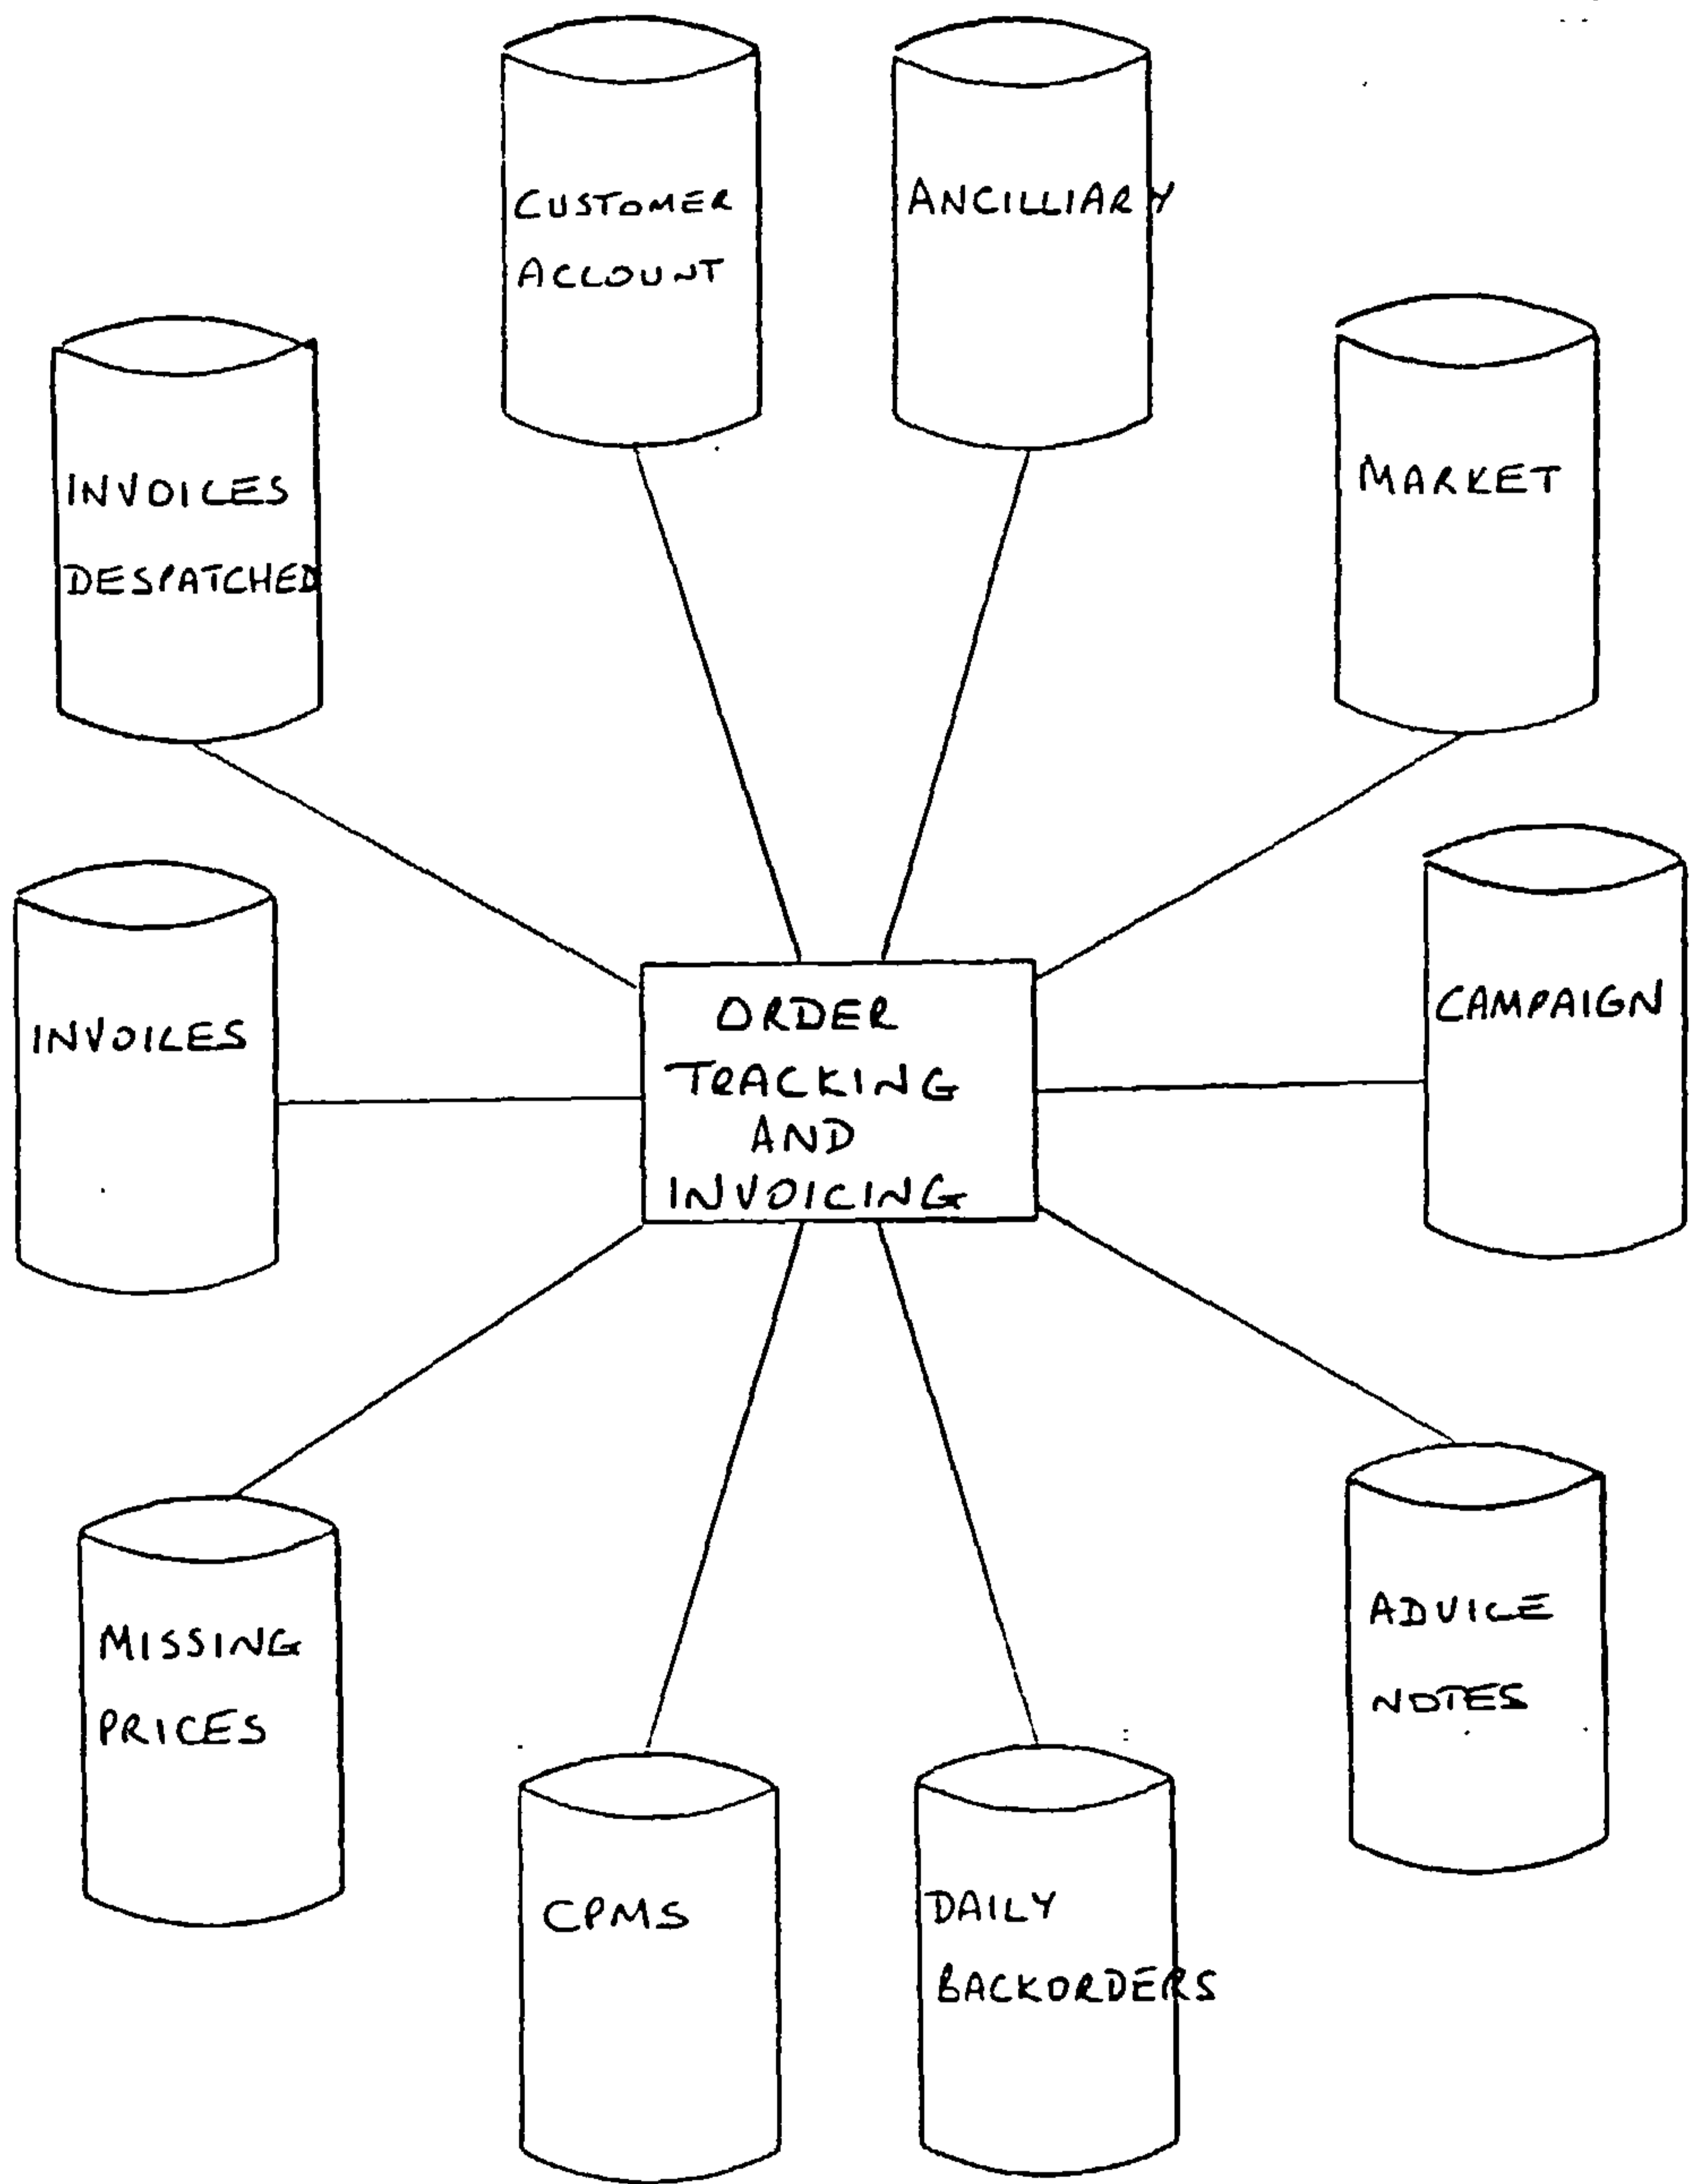 CUSTOMER
ACCOUNT
ANCILLIARY
INVOICES
DESPATCHED
MARKET
INVOICES
ORDER
TRACKING
AND
INVOICING
CAMPAIGN
MISSING
PRICES
ADVICE
NOTES
CPMS
DAILY
BACKORDERS